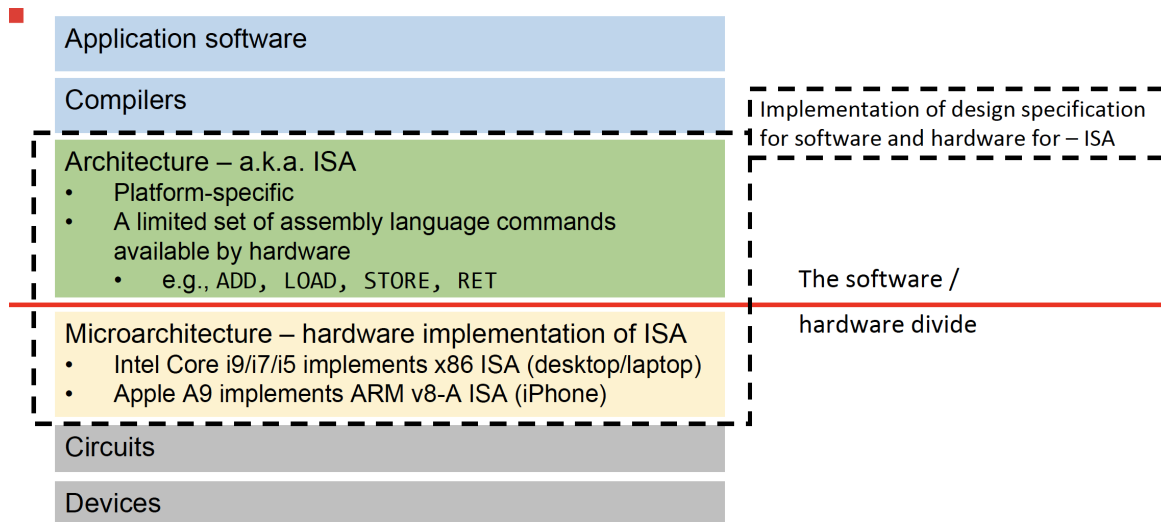 Application software
Compilers
Implementation of design specification
for software and hardware for – ISA
Architecture – a.k.a. ISA
• Platform-specific
• A limited set of assembly language commands
available by hardware
• e.g., ADD, LOAD, STORE, RET
The software /
hardware divide
Microarchitecture – hardware implementation of ISA
• Intel Core i9/i7/i5 implements x86 ISA (desktop/laptop)
• Apple A9 implements ARM v8-A ISA (iPhone)
Circuits
Devices